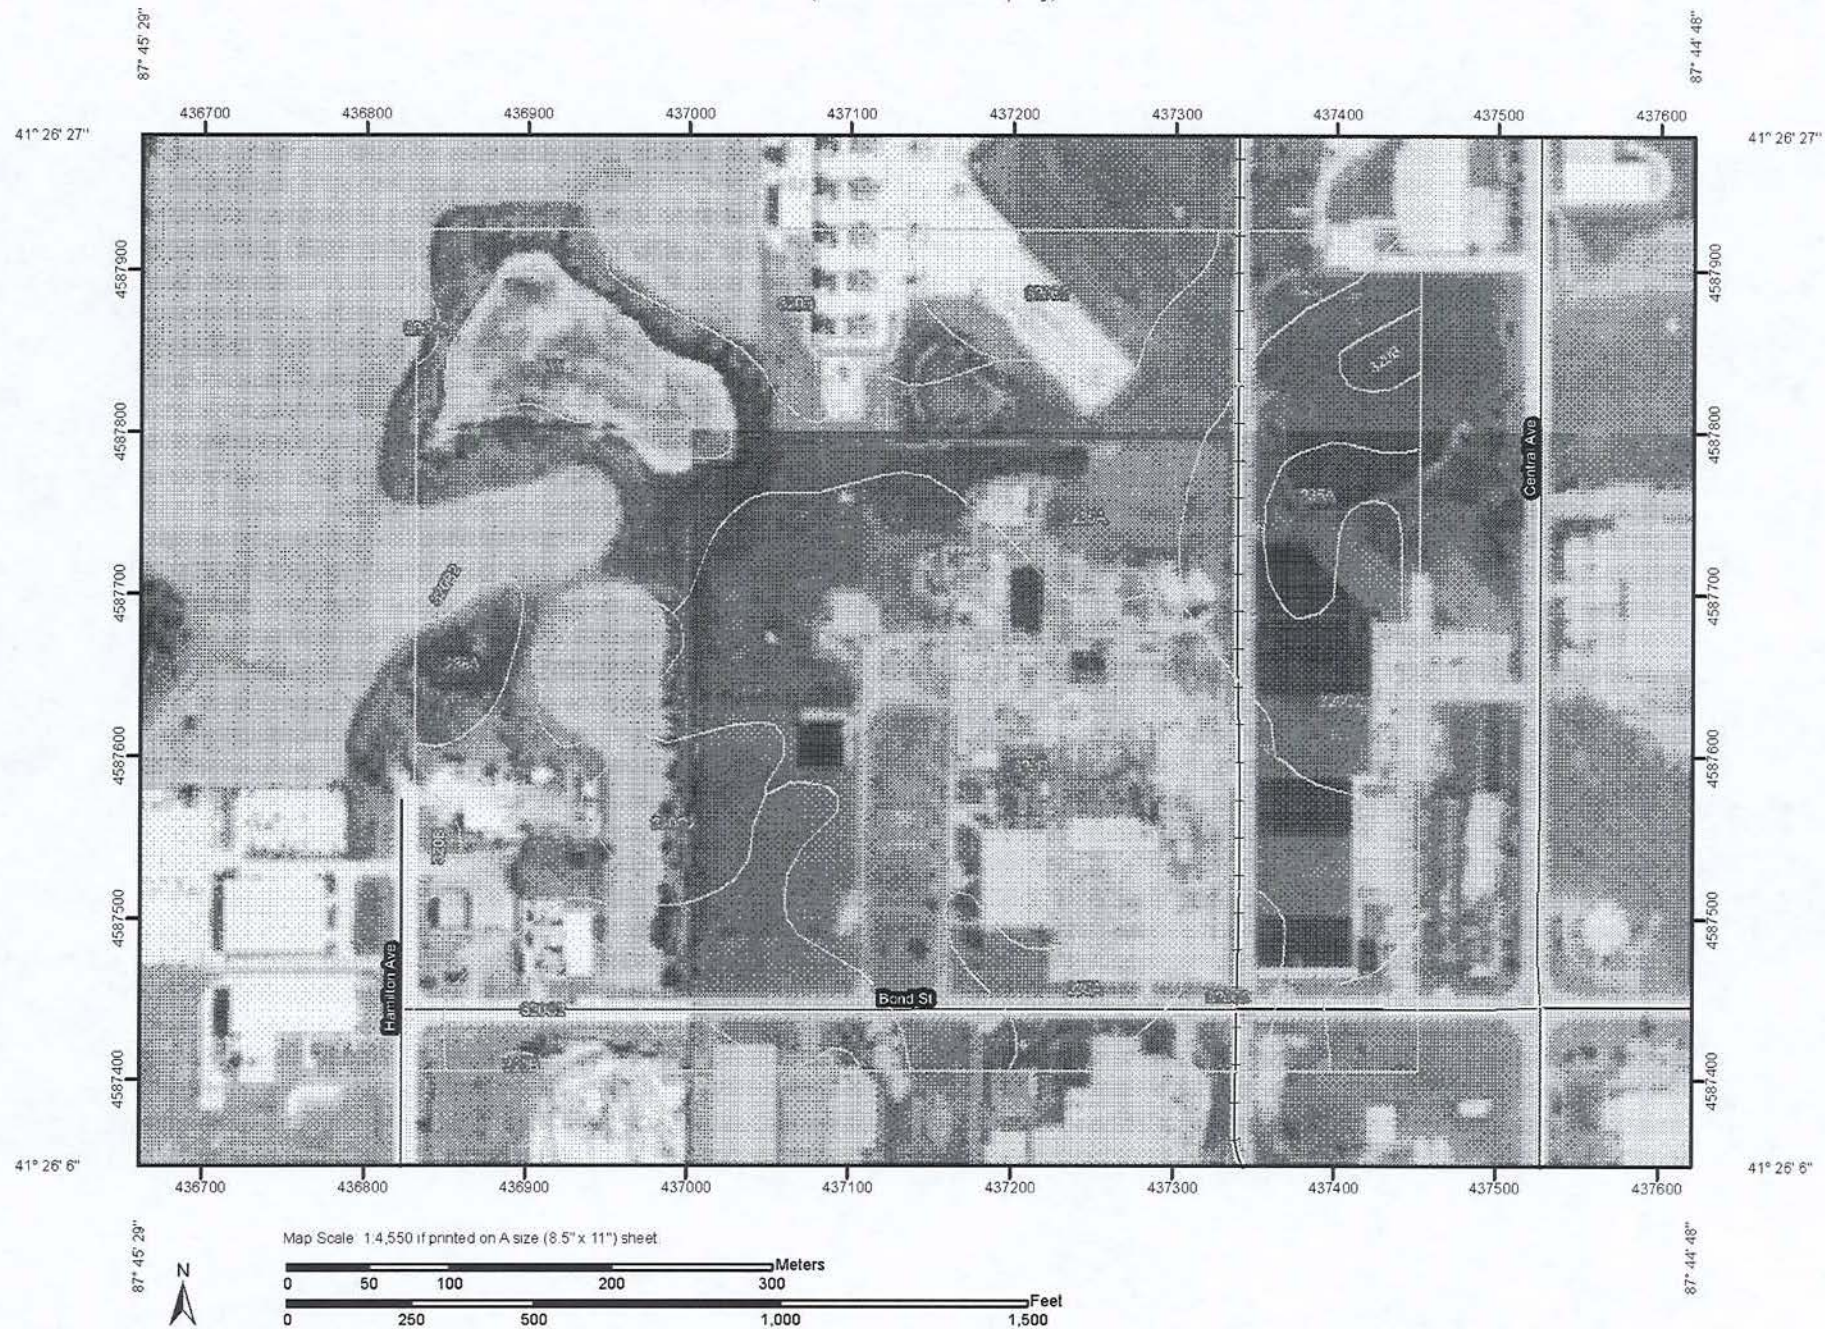 87° 45' 29"
87° 44' 48"
436700 436800 436900 437000 437100 437200 437300 437400 437500 437600
41° 26' 27"
41° 26' 27"
4587900
4587900
4587800
4587800
Central Ave
4587700
4587700
4587600
4587600
4587500
4587500
Hamilton Ave
Bond St
4587400
4587400
41° 26' 6"
41° 26' 6"
436700 436800 436900 437000 437100 437200 437300 437400 437500 437600
87° 45' 29"
87° 44' 48"
Map Scale: 1:4,550 if printed on A size (8.5" x 11") sheet.
N
Meters
0 50 100 200 300
Feet
0 250 500 1,000 1,500